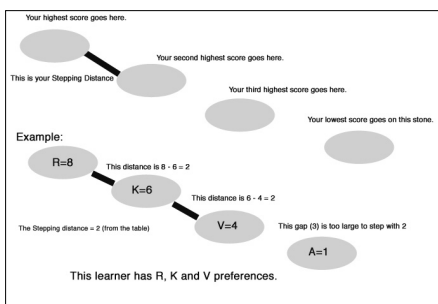 Your highest score goes here.
Your second highest score goes here.
This is your Stepping Distance
Your third highest score goes here.
Your lowest score goes on this stone.
Example:
R=8
This distance is 8 - 6 = 2
K=6
This distance is 6 - 4 = 2
The Stepping distance = 2 (from the table)
V=4
This gap (3) is too large to step with 2
A=1
This learner has R, K and V preferences.